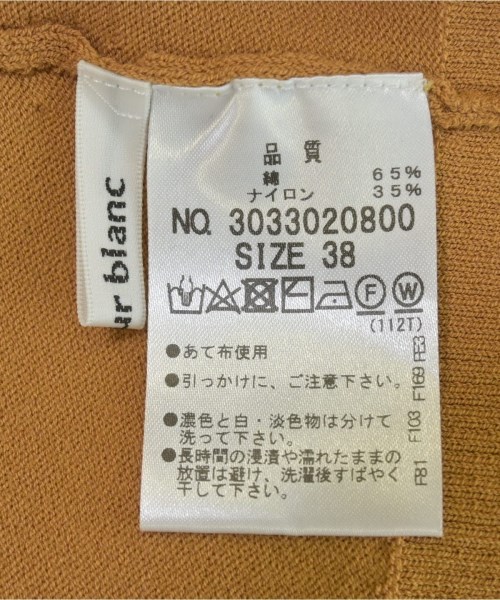 ur blanc
品質
綿 65%
ナイロン 35%
NO. 3033020800
SIZE 38
F W
(112T)
●あて布使用
●引っかけに、ご注意下さい。
●濃色と白・淡色物は分けて
洗って下さい。
●長時間の浸漬や濡れたままの
放置は避け、洗濯後すばやく
干して下さい。
F81 F103 F169 PE3